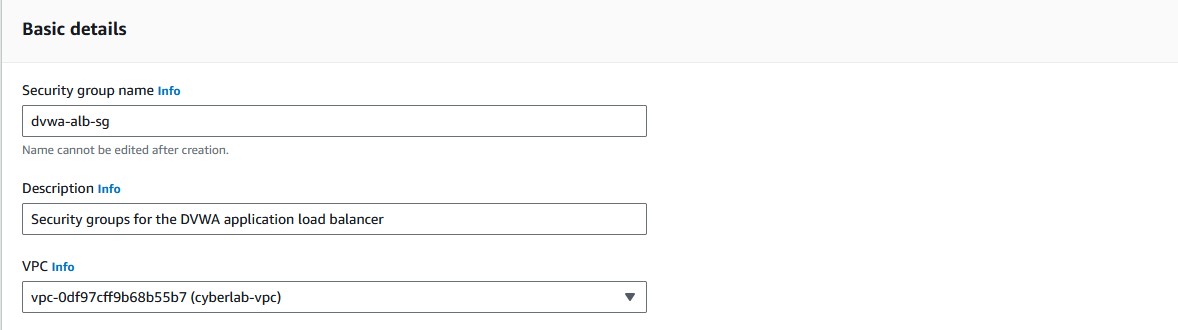 Basic details
Security group name Info
dvwa-alb-sg
Name cannot be edited after creation.
Description Info
Security groups for the DVWA application load balancer
VPC Info
vpc-0df97cff9b68b55b7 (cyberlab-vpc)